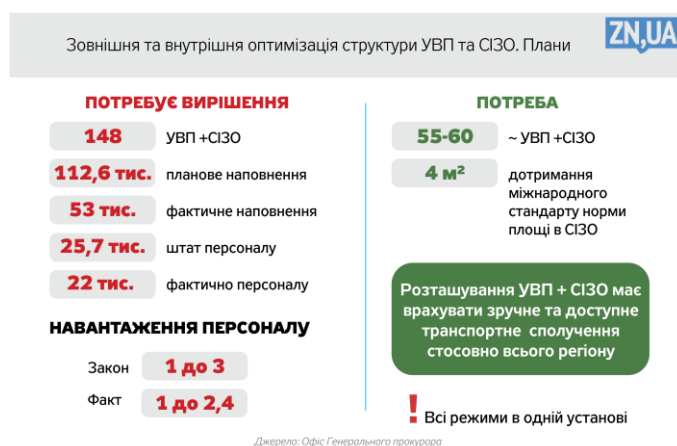 Зовнішня та внутрішня оптимізація структури УВП та СІЗО. Плани
ZN,UA
ПОТРЕБУЄ ВИРІШЕННЯ
148 УВП +СІЗО
112,6 тис. планове наповнення
53 тис. фактичне наповнення
25,7 тис. штат персоналу
22 тис. фактично персоналу
НАВАНТАЖЕННЯ ПЕРСОНАЛУ
Закон 1 до 3
Факт 1 до 2,4
ПОТРЕБА
55-60 ~ УВП +СІЗО
4 м² дотримання
міжнародного
стандарту норми
площі в СІЗО
Розташування УВП + СІЗО має
врахувати зручне та доступне
транспортне сполучення
стосовно всього регіону
! Всі режими в одній установі
Джерело: Офіс Генерального прокурора